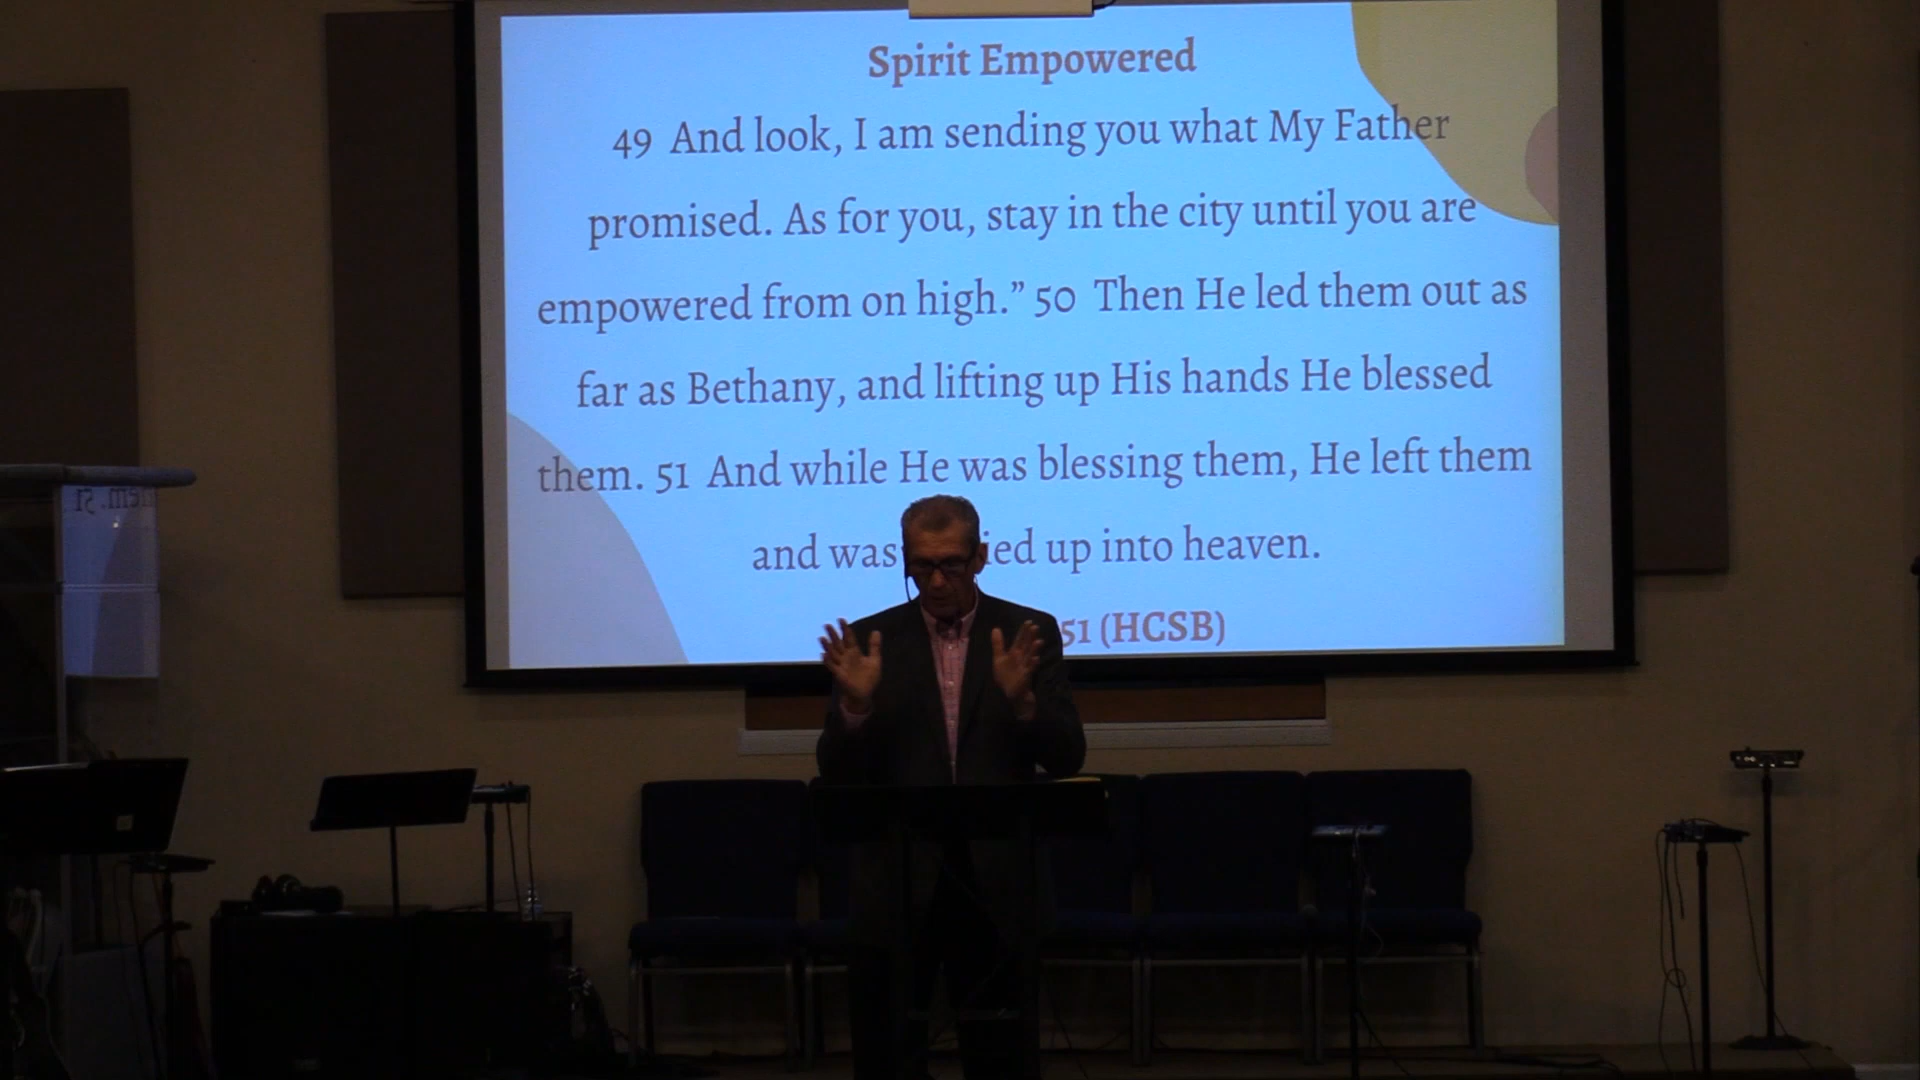 Spirit Empowered
49 And look, I am sending you what My Father
promised. As for you, stay in the city until you are
empowered from on high.” 50 Then He led them out as
far as Bethany, and lifting up His hands He blessed
them. 51 And while He was blessing them, He left them
and was ied up into heaven.
51 (HCSB)